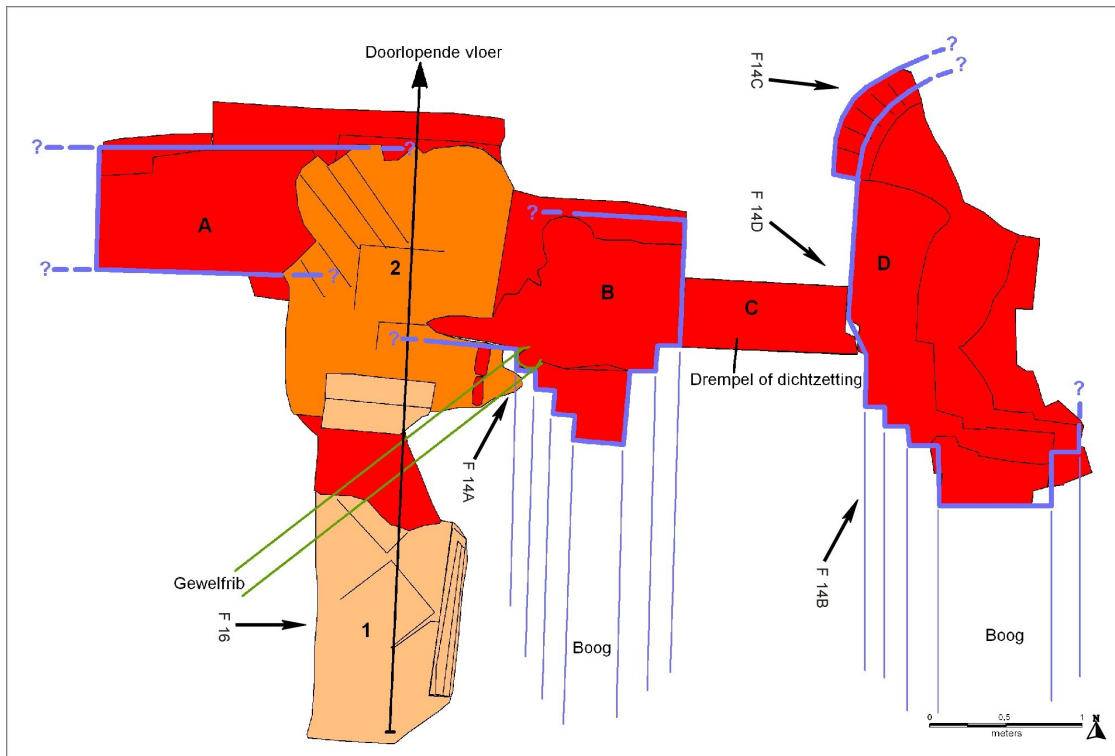 Doorlopende vloer
?
?
F14C
?
?
?
A
?
F 14D
2
B
D
?
?
C
?
Drempel of dichtzetting
?
F 14A
Gewelfrib
F 14B
F 16
1
Boog
Boog
0 0,5 1
meters
N